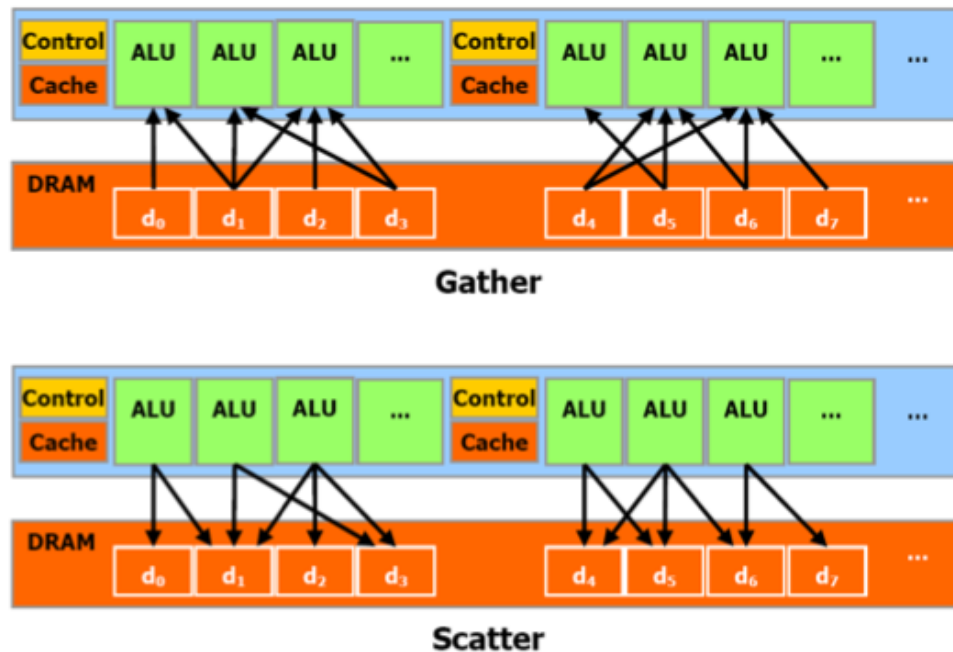 Control ALU ALU ALU ... Control ALU ALU ALU ... ...
Cache Cache
DRAM ...
d₀ d₁ d₂ d₃ d₄ d₅ d₆ d₇
Gather
Control ALU ALU ALU ... Control ALU ALU ALU ... ...
Cache Cache
DRAM ...
d₀ d₁ d₂ d₃ d₄ d₅ d₆ d₇
Scatter